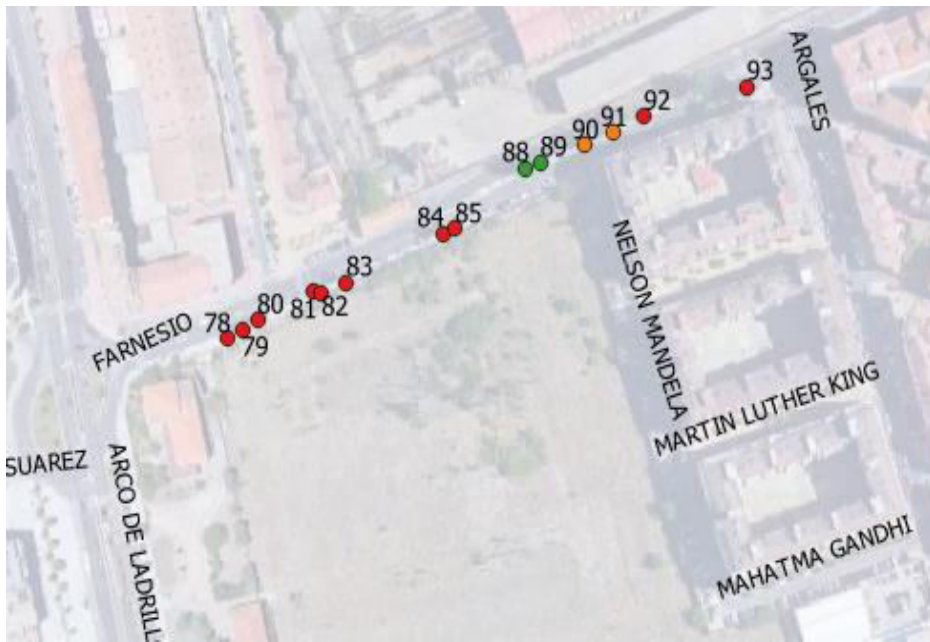 ARGALES
93
92
91
90
89
88
NELSON MANDELA
85
84
83
82
81
80
79
78
FARNESIO
MARTIN LUTHER KING
SUAREZ
ARCO DE LADRILL
MAHATMA GANDHI